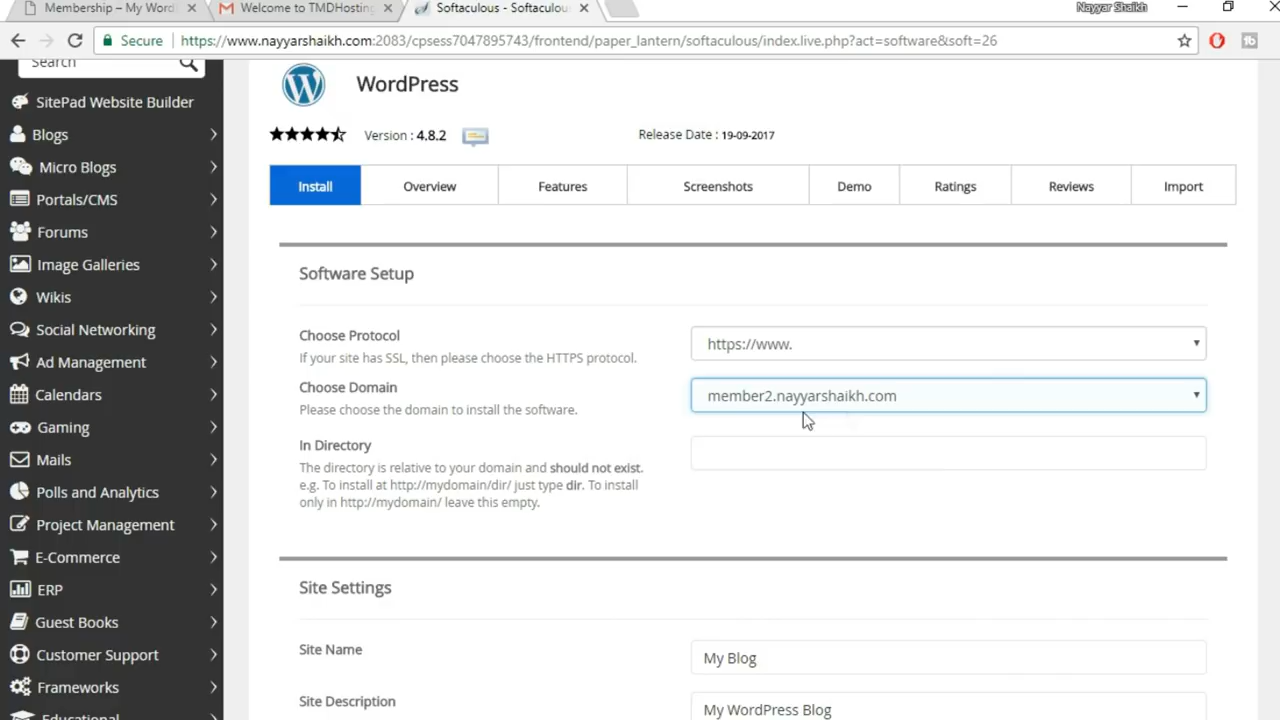 Membership – My Word
Welcome to TMDHosting
Softaculous - Softaculou
Nayyar Shaikh
Secure
https://www.nayyarshaikh.com:2083/cpsess7047895743/frontend/paper_lantern/softaculous/index.live.php?act=software&soft=26
Search
SitePad Website Builder
Blogs
Micro Blogs
Portals/CMS
Forums
Image Galleries
Wikis
Social Networking
Ad Management
Calendars
Gaming
Mails
Polls and Analytics
Project Management
E-Commerce
ERP
Guest Books
Customer Support
Frameworks
Educational
WordPress
Version : 4.8.2
Release Date : 19-09-2017
Install Overview Features Screenshots Demo Ratings Reviews Import
Software Setup
Choose Protocol
If your site has SSL, then please choose the HTTPS protocol.
https://www.
Choose Domain
Please choose the domain to install the software.
member2.nayyarshaikh.com
In Directory
The directory is relative to your domain and should not exist.
e.g. To install at http://mydomain/dir/ just type dir. To install
only in http://mydomain/ leave this empty.
Site Settings
Site Name
My Blog
Site Description
My WordPress Blog